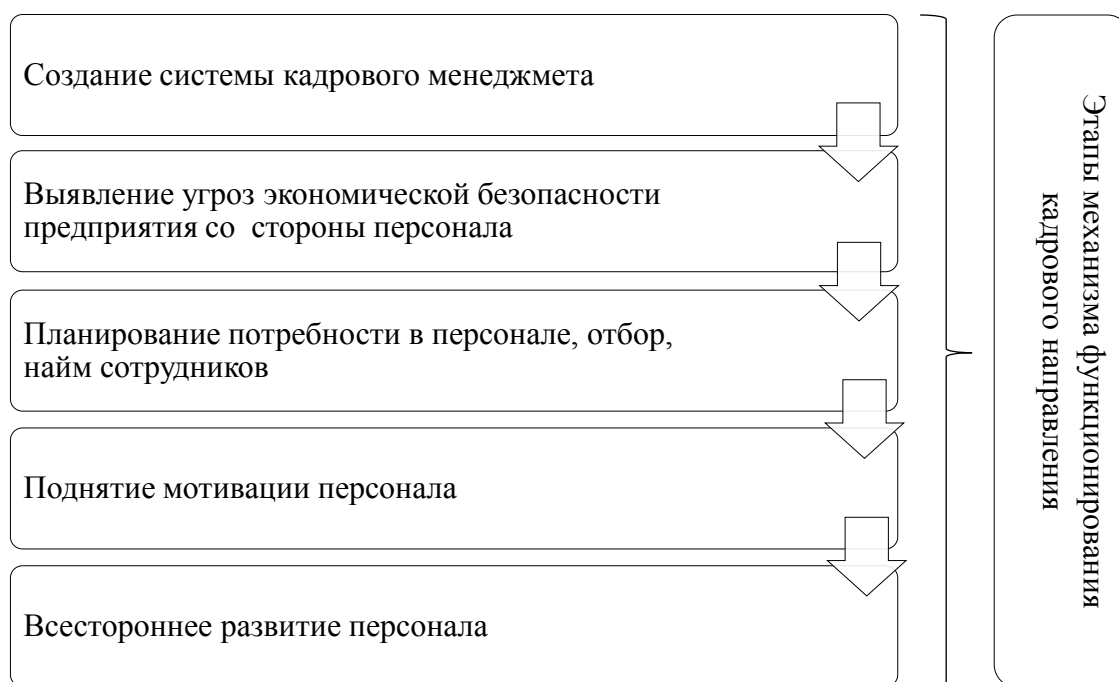 Создание системы кадрового менеджмета
Выявление угроз экономической безопасности
предприятия со стороны персонала
Планирование потребности в персонале, отбор,
найм сотрудников
Поднятие мотивации персонала
Всестороннее развитие персонала
Этапы механизма функционирования
кадрового направления